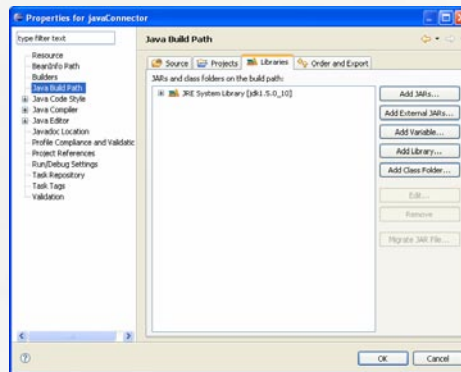 Properties for javaConnector
type filter text
Resource
BeanInfo Path
Builders
Java Build Path
Java Code Style
Java Compiler
Java Editor
Javadoc Location
Profile Compliance and Validatic
Project References
Run/Debug Settings
Task Repository
Task Tags
Validation
Java Build Path
Source
Projects
Libraries
Order and Export
JARs and class folders on the build path:
JRE System Library [jdk1.5.0_10]
Add JARs...
Add External JARs...
Add Variable...
Add Library...
Add Class Folder...
Edit...
Remove
Migrate JAR File...
?
OK
Cancel